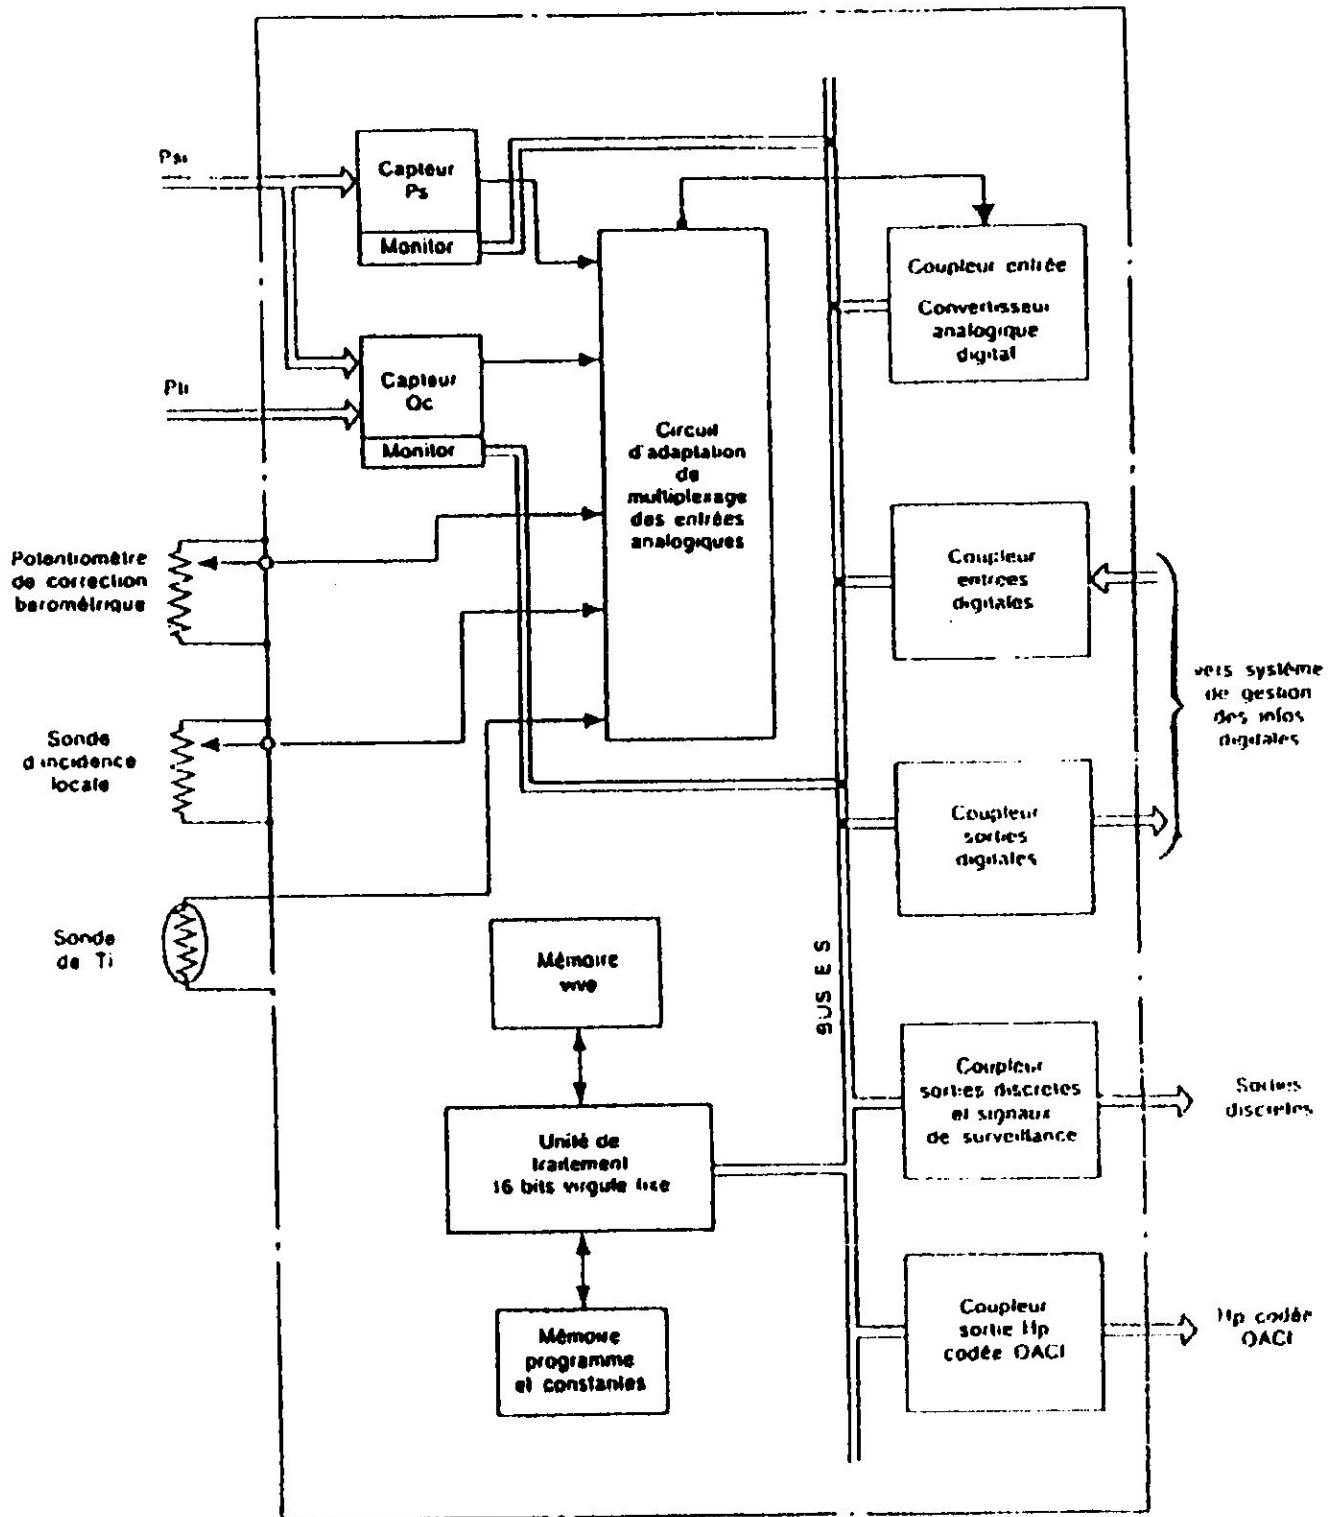 Psi
Capteur
Ps
Monitor
Pti
Capteur
Qc
Monitor
Circuit
d'adaptation
de
multiplexage
des entrées
analogiques
Coupleur entrée
Convertisseur
analogique
digital
Potentiomètre
de correction
barométrique
Coupleur
entrées
digitales
vers système
de gestion
des infos
digitales
Sonde
d'incidence
locale
Coupleur
sorties
digitales
Sonde
de Ti
Mémoire
vive
BUS E S
Unité de
traitement
16 bits virgule fixe
Coupleur
sorties discretes
et signaux
de surveillance
Sorties
discretes
Mémoire
programme
et constantes
Coupleur
sortie Hp
codée OACI
Hp codée
OACI